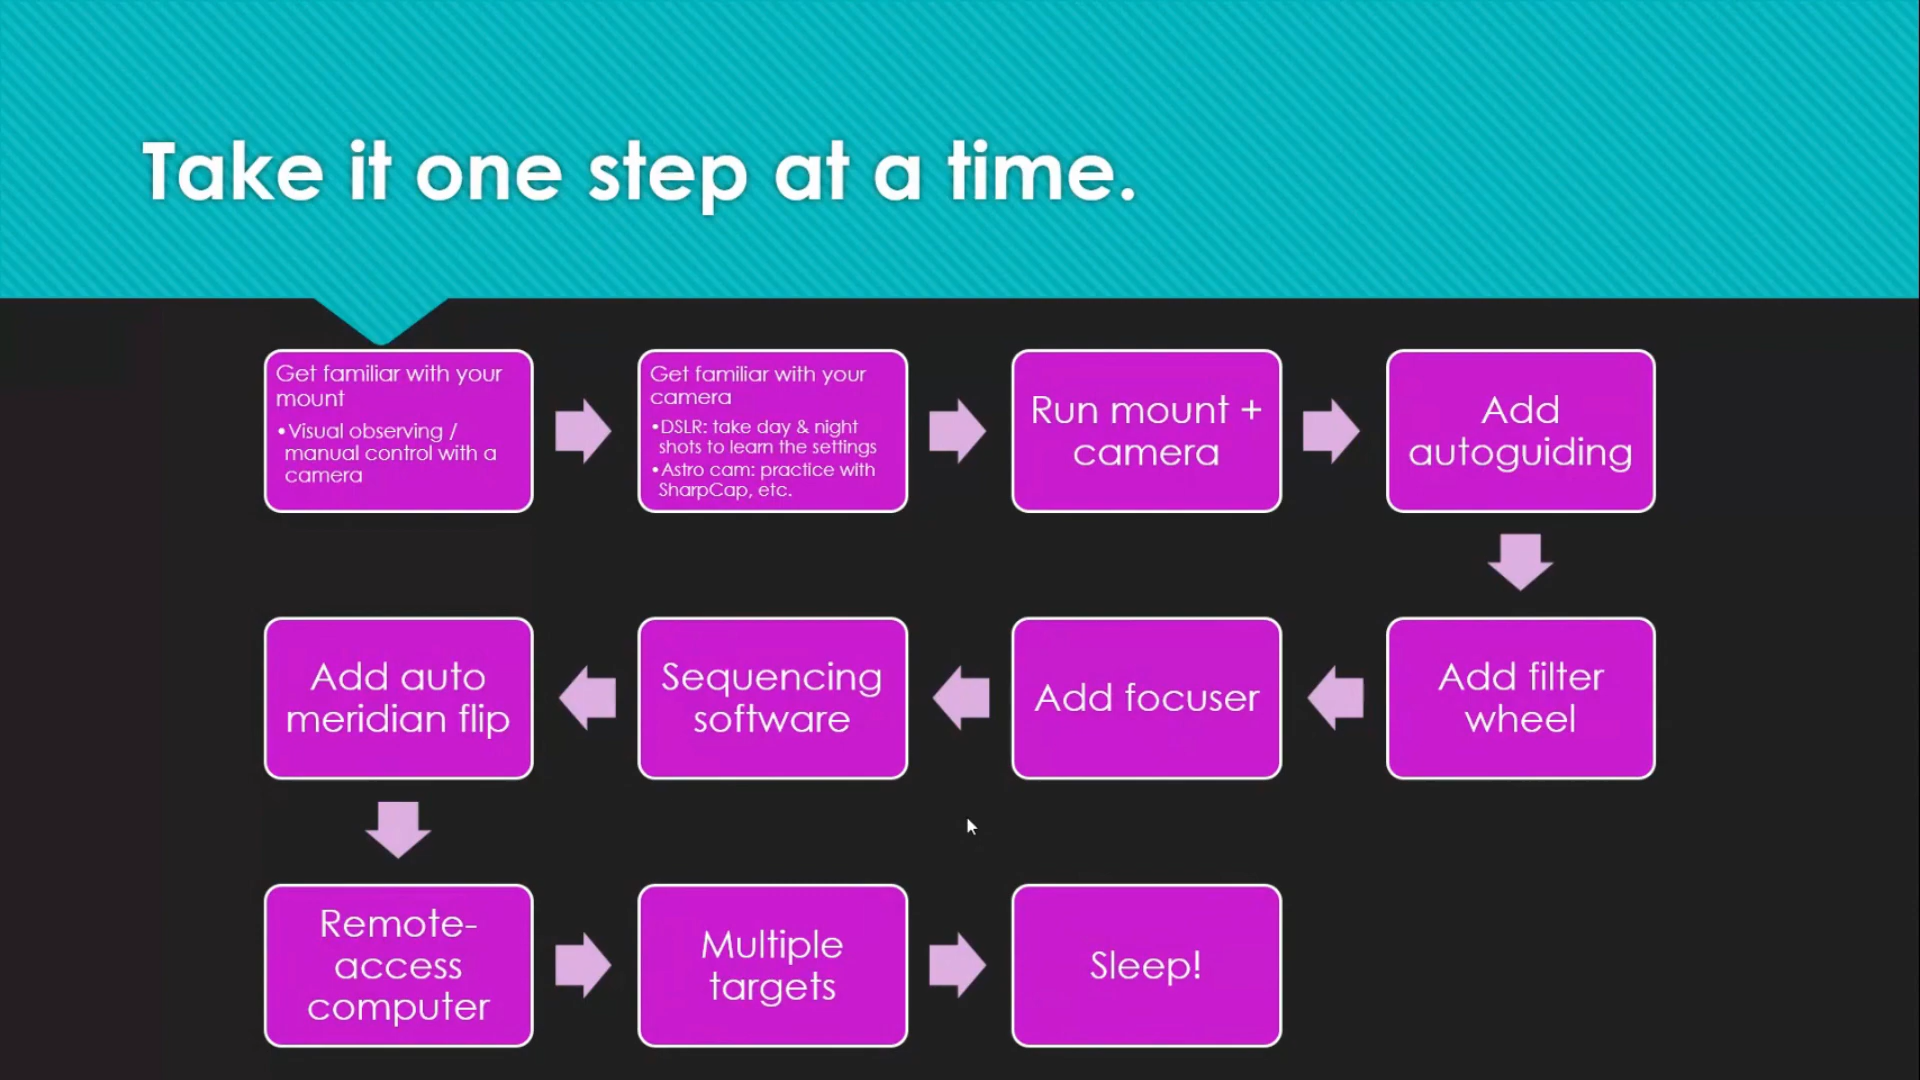 Take it one step at a time.
Get familiar with your
mount
•Visual observing /
manual control with a
camera
Get familiar with your
camera
•DSLR: take day & night
shots to learn the settings
•Astro cam: practice with
SharpCap, etc.
Run mount +
camera
Add
autoguiding
Add filter
wheel
Add focuser
Sequencing
software
Add auto
meridian flip
Remote-
access
computer
Multiple
targets
Sleep!